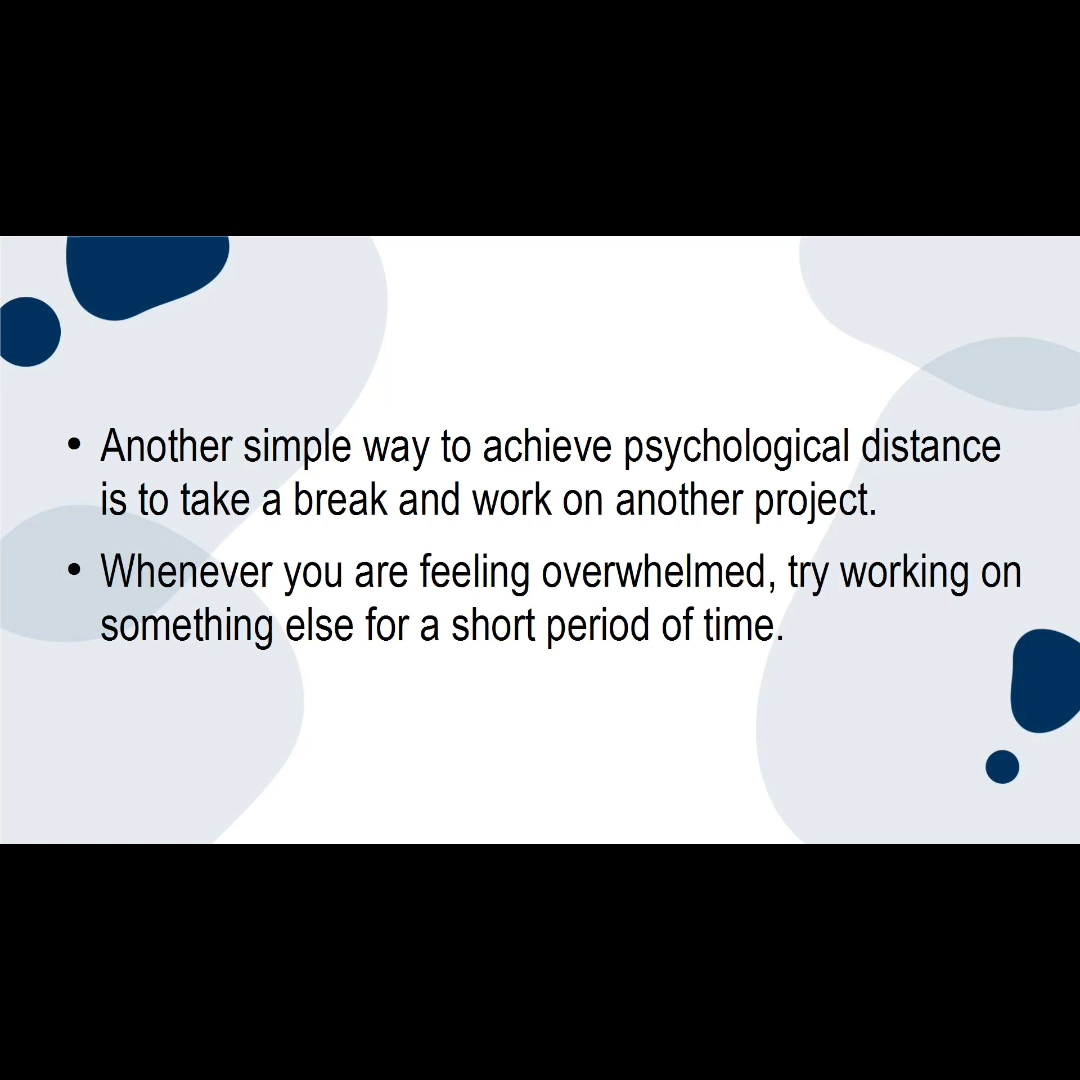 • Another simple way to achieve psychological distance
is to take a break and work on another project.
• Whenever you are feeling overwhelmed, try working on
something else for a short period of time.